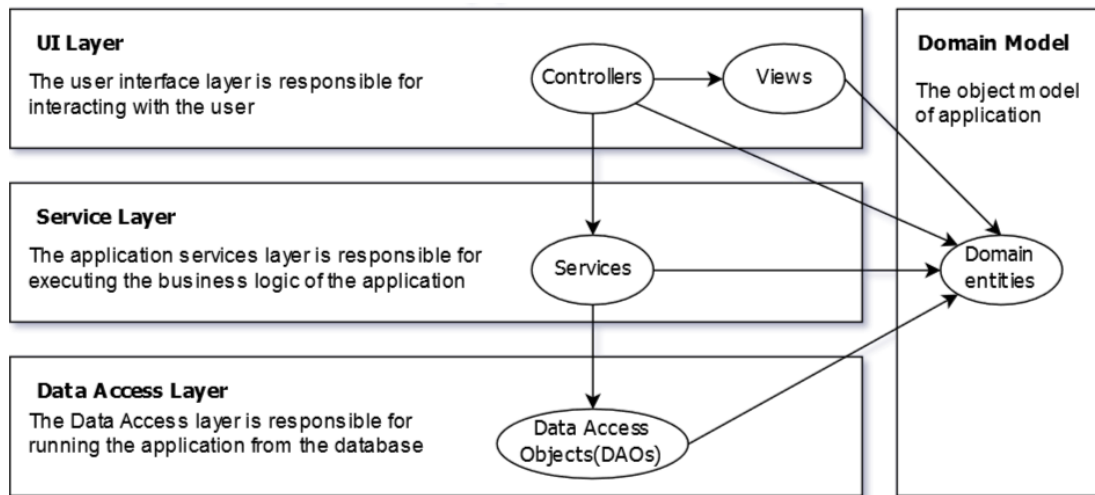 UI Layer
The user interface layer is responsible for
interacting with the user
Controllers
Views
Domain Model
The object model
of application
Service Layer
The application services layer is responsible for
executing the business logic of the application
Services
Domain
entities
Data Access Layer
The Data Access layer is responsible for
running the application from the database
Data Access
Objects(DAOs)